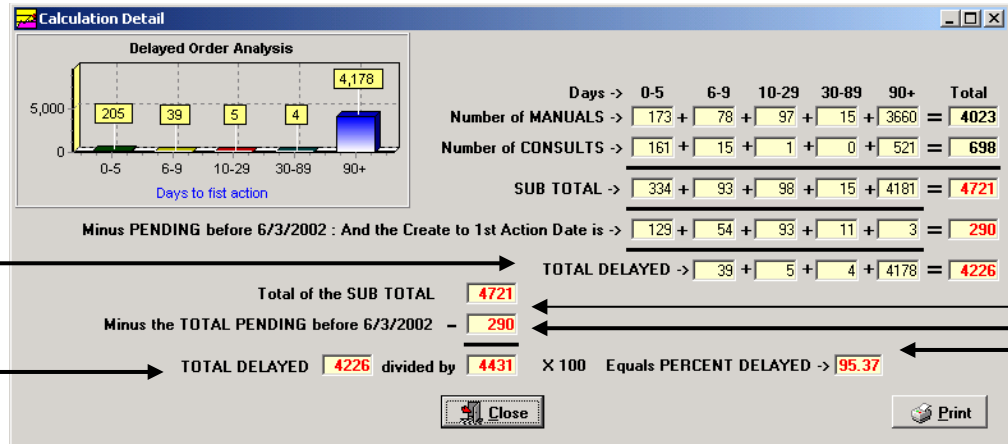 Calculation Detail
Delayed Order Analysis
4,178
5,000
205 39 5 4
0
0-5 6-9 10-29 30-89 90+
Days to fist action
Days -> 0-5 6-9 10-29 30-89 90+ Total
Number of MANUALS -> 173 + 78 + 97 + 15 + 3660 = 4023
Number of CONSULTS -> 161 + 15 + 1 + 0 + 521 = 698
SUB TOTAL -> 334 + 93 + 98 + 15 + 4181 = 4721
Minus PENDING before 6/3/2002 : And the Create to 1st Action Date is -> 129 + 54 + 93 + 11 + 3 = 290
TOTAL DELAYED -> 39 + 5 + 4 + 4178 = 4226
Total of the SUB TOTAL 4721
Minus the TOTAL PENDING before 6/3/2002 - 290
TOTAL DELAYED 4226 divided by 4431 X 100 Equals PERCENT DELAYED -> 95.37
Close
Print